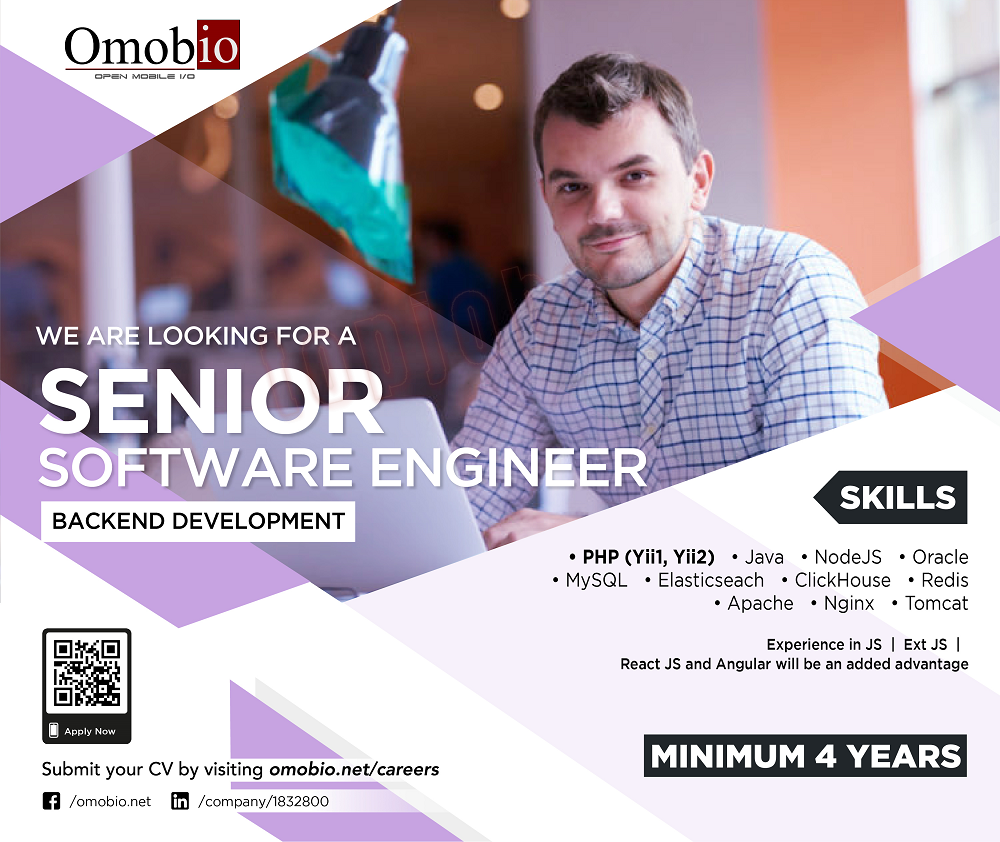 Omobio
OPEN MOBILE I/O
WE ARE LOOKING FOR A
SENIOR
SOFTWARE ENGINEER
BACKEND DEVELOPMENT
SKILLS
• PHP (Yii1, Yii2) • Java • NodeJS • Oracle
• MySQL • Elasticseach • ClickHouse • Redis
• Apache • Nginx • Tomcat
Experience in JS | Ext JS |
React JS and Angular will be an added advantage
Apply Now
MINIMUM 4 YEARS
Submit your CV by visiting omobio.net/careers
/omobio.net /company/1832800